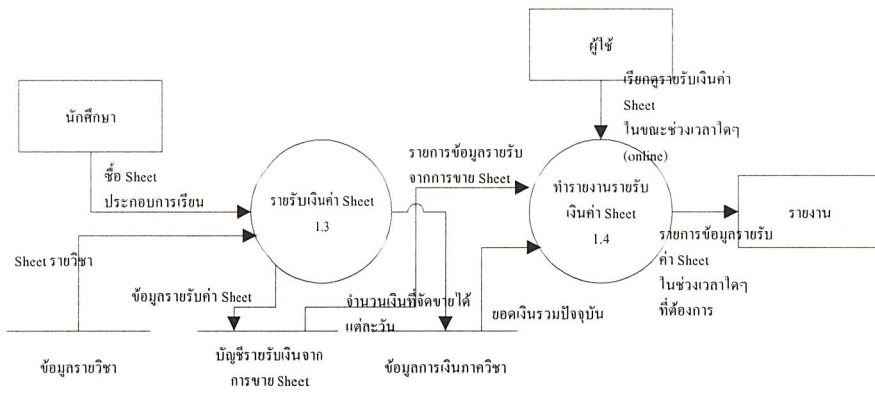 ผู้ใช้
เรียกดูรายรับเงินค่า
Sheet
ในขณะช่วงเวลาใดๆ
(online)
นักศึกษา
ซื้อ Sheet
ประกอบการเรียน
รายรับเงินค่า Sheet
1.3
รายการข้อมูลรายรับ
จากการขาย Sheet
ทำรายงานรายรับ
เงินค่า Sheet
1.4
รายงาน
รายการข้อมูลรายรับ
ค่า Sheet
ในช่วงเวลาใดๆ
ที่ต้องการ
Sheet รายวิชา
ข้อมูลรายรับค่า Sheet
จำนวนเงินที่จัดขายได้
แต่ละวัน
ยอดเงินรวมปัจจุบัน
ข้อมูลรายวิชา
บัญชีรายรับเงินจาก
การขาย Sheet
ข้อมูลการเงินภาควิชา